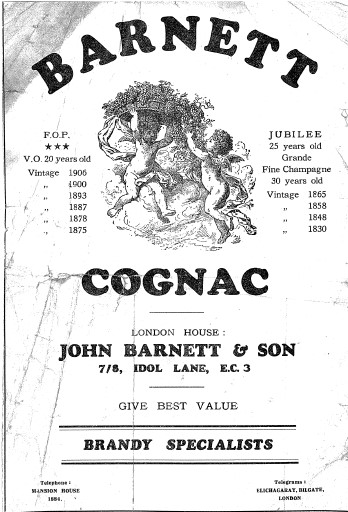 BARNETT
F.O.P.
★★★
V.O. 20 years old
Vintage 1906
„ 1900
„ 1893
„ 1887
„ 1878
„ 1875
JUBILEE
25 years old
Grande
Fine Champagne
30 years old
Vintage 1865
„ 1858
„ 1848
„ 1830
COGNAC
LONDON HOUSE :
JOHN BARNETT & SON
7/8, IDOL LANE, E.C. 3
GIVE BEST VALUE
BRANDY SPECIALISTS
Telephone :
MANSION HOUSE
1884.
Telegrams :
ELICHAGARAY, BILGATE,
LONDON